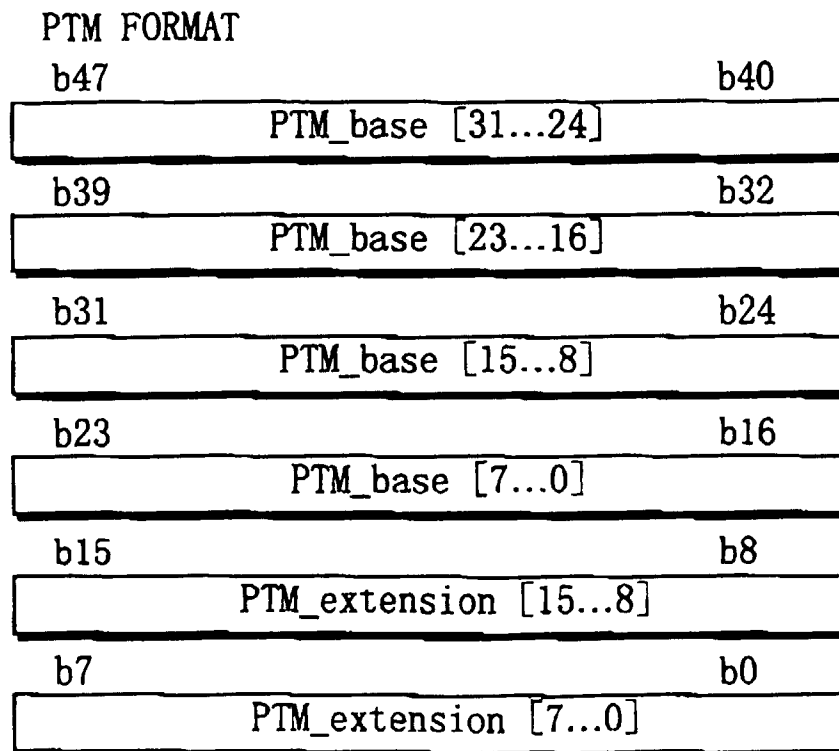 PTM FORMAT
b47 b40
PTM_base [31...24]
b39 b32
PTM_base [23...16]
b31 b24
PTM_base [15...8]
b23 b16
PTM_base [7...0]
b15 b8
PTM_extension [15...8]
b7 b0
PTM_extension [7...0]